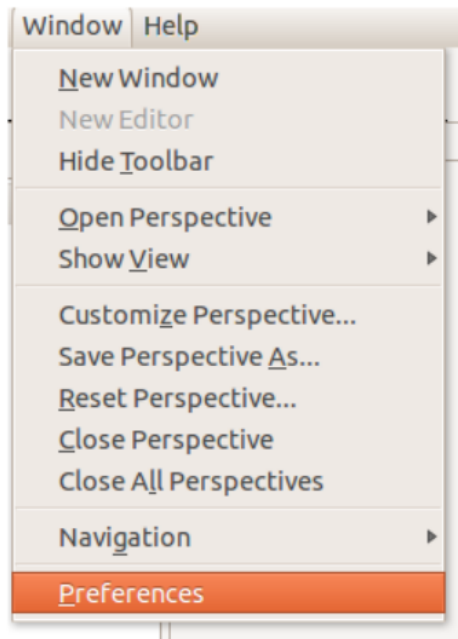 Window Help
New Window
New Editor
Hide Toolbar
Open Perspective
Show View
Customize Perspective...
Save Perspective As...
Reset Perspective...
Close Perspective
Close All Perspectives
Navigation
Preferences